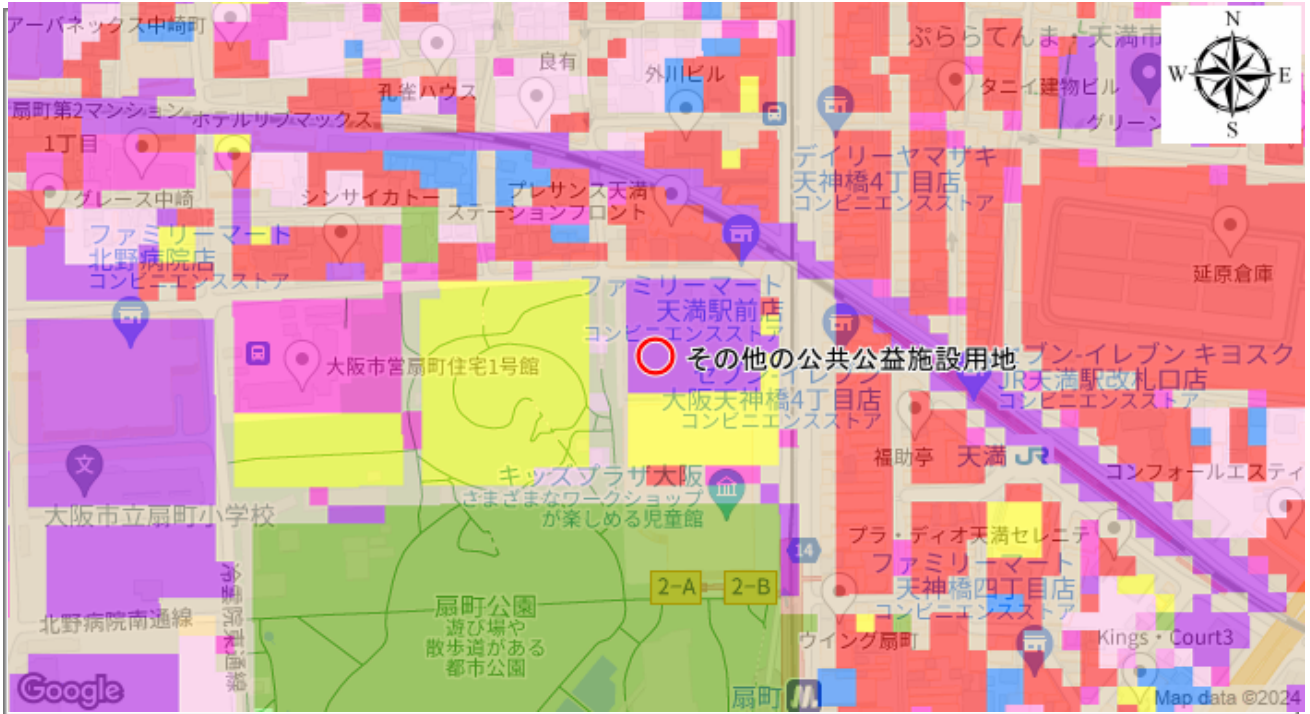 アーバネックス中崎町
ぷららてんま・天満市
N
W
E
S
良有
外川ビル
タニイ建物ビル
孔雀ハウス
扇町第2マンション
ホテルリブマックス
グリーン
1丁目
デイリーヤマザキ
天神橋4丁目店
コンビニエンスストア
グレース中崎
シンサイカトー
プレサンス天満
ステーションフロント
ファミリーマート
北野病院店
コンビニエンスストア
延原倉庫
ファミリーマート
天満駅前店
コンビニエンスストア
その他の公共公益施設用地
大阪市営扇町住宅1号館
セブン-イレブン
大阪天神橋4丁目店
コンビニエンスストア
ブン-イレブン キヨスク
JR天満駅改札口店
コンビニエンスストア
福助亭
天満
JR
コンフォールエスティ
文
キッズプラザ大阪
さまざまなワークショップ
が楽しめる児童館
大阪市立扇町小学校
プラ・ディオ天満セレニテ
14
ファミリーマート
天神橋四丁目店
コンビニエンスストア
2-A
2-B
扇町公園
遊び場や
散歩道がある
都市公園
北野病院南通線
ウイング扇町
Kings・Court3
扇町
Google
Map data ©2024